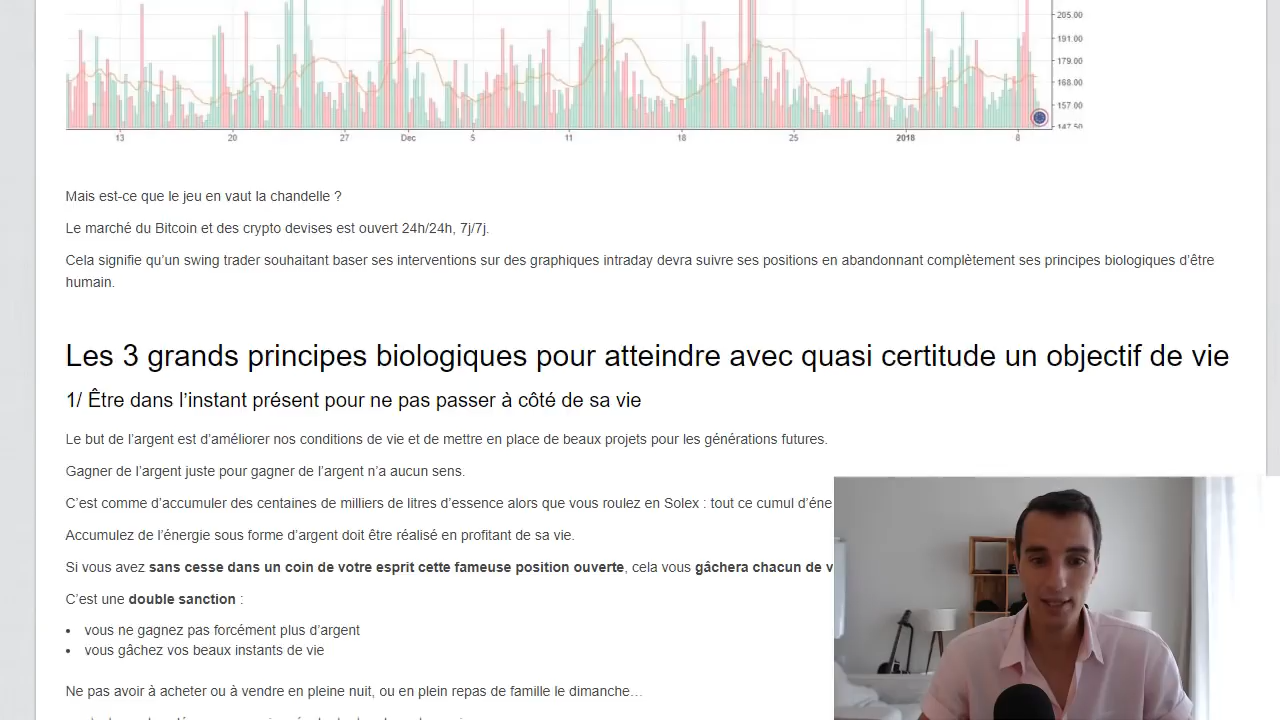 205.00
191.00
179.00
168.00
157.00
147.50
13 20 27 Dec 5 11 18 25 2018 8
Mais est-ce que le jeu en vaut la chandelle ?
Le marché du Bitcoin et des crypto devises est ouvert 24h/24h, 7j/7j.
Cela signifie qu’un swing trader souhaitant baser ses interventions sur des graphiques intraday devra suivre ses positions en abandonnant complètement ses principes biologiques d’être
humain.
Les 3 grands principes biologiques pour atteindre avec quasi certitude un objectif de vie
1/ Être dans l’instant présent pour ne pas passer à côté de sa vie
Le but de l’argent est d’améliorer nos conditions de vie et de mettre en place de beaux projets pour les générations futures.
Gagner de l’argent juste pour gagner de l’argent n’a aucun sens.
C’est comme d’accumuler des centaines de milliers de litres d’essence alors que vous roulez en Solex : tout ce cumul d’éne
Accumulez de l’énergie sous forme d’argent doit être réalisé en profitant de sa vie.
Si vous avez sans cesse dans un coin de votre esprit cette fameuse position ouverte, cela vous gâchera chacun de v
C’est une double sanction :
• vous ne gagnez pas forcément plus d’argent
• vous gâchez vos beaux instants de vie
Ne pas avoir à acheter ou à vendre en pleine nuit, ou en plein repas de famille le dimanche…